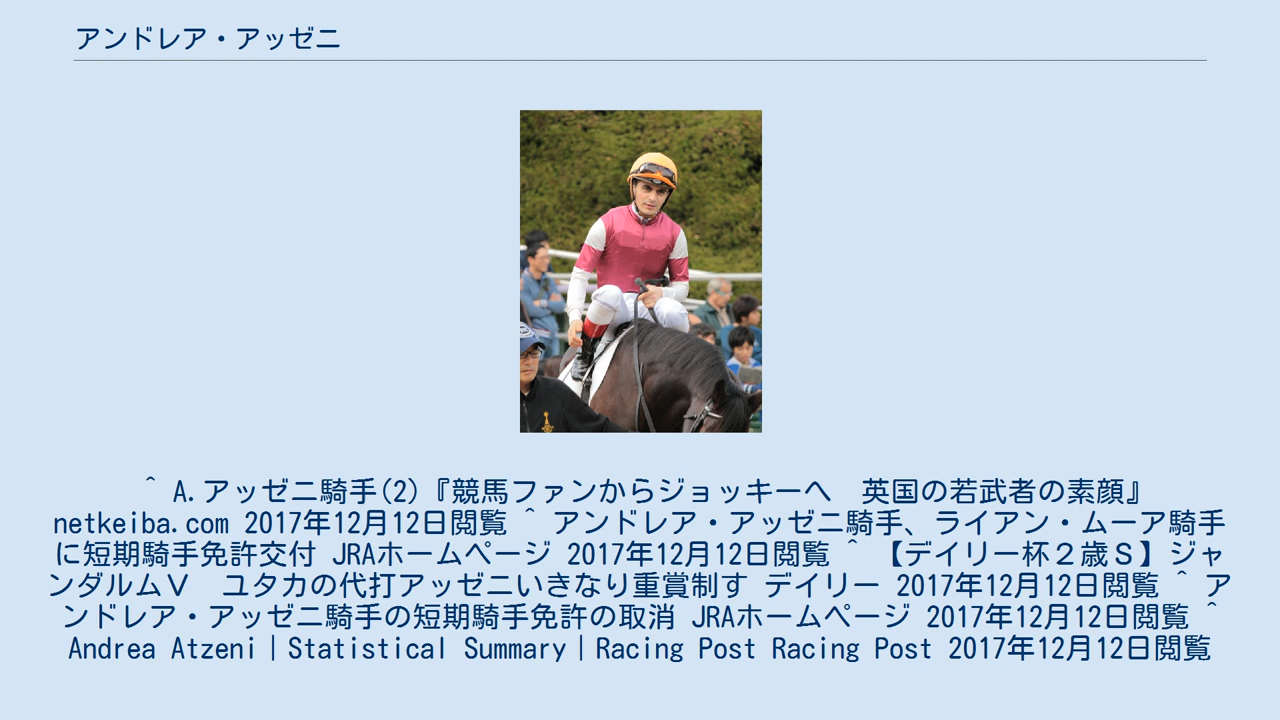 アンドレア・アッゼニ
^ A.アッゼニ騎手(2)『競馬ファンからジョッキーへ　英国の若武者の素顔』
netkeiba.com 2017年12月12日閲覧 ^ アンドレア・アッゼニ騎手、ライアン・ムーア騎手
に短期騎手免許交付 JRAホームページ 2017年12月12日閲覧 ^ 【デイリー杯２歳Ｓ】ジャ
ンダルムＶ　ユタカの代打アッゼニいきなり重賞制す デイリー 2017年12月12日閲覧 ^ ア
ンドレア・アッゼニ騎手の短期騎手免許の取消 JRAホームページ 2017年12月12日閲覧 ^
Andrea Atzeni｜Statistical Summary｜Racing Post Racing Post 2017年12月12日閲覧